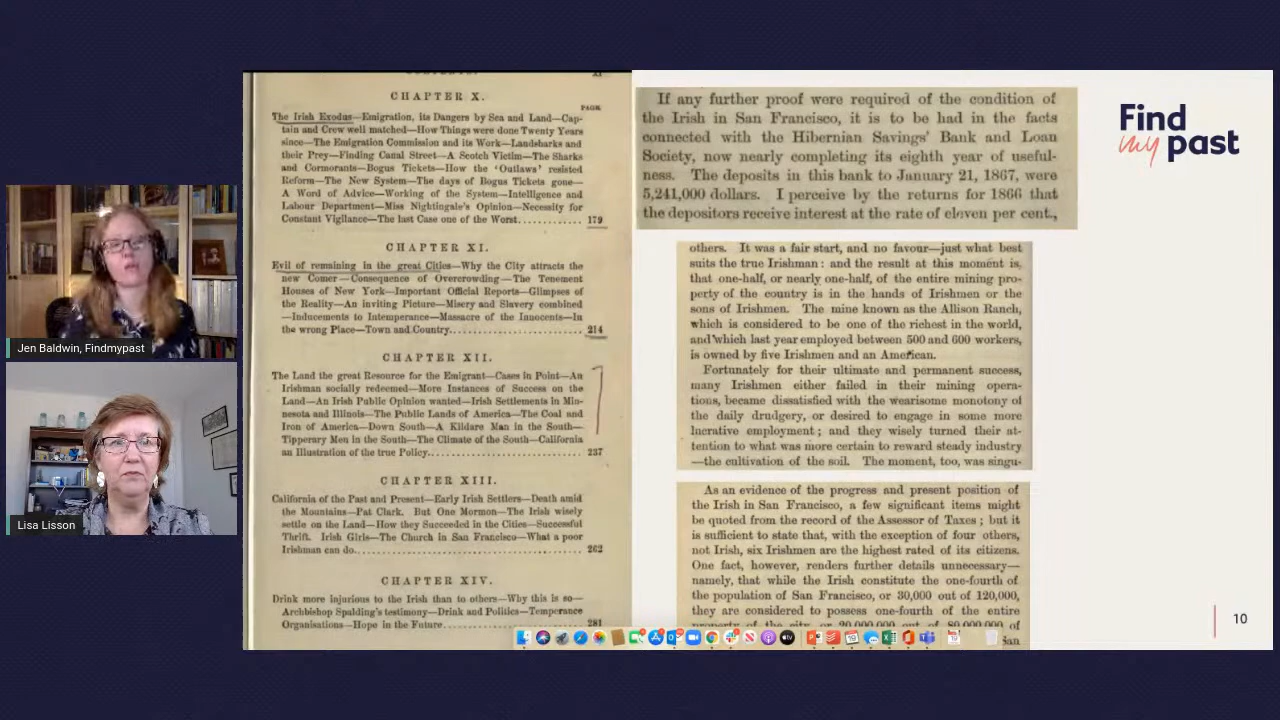 CONTENTS.
xi
CHAPTER X.
PAGE
The Irish Exodus—Emigration, its Dangers by Sea and Land—Cap-
tain and Crew well matched—How Things were done Twenty Years
since—The Emigration Commission and its Work—Landsharks and
their Prey—Finding Canal Street—A Scotch Victim—The Sharks
and Cormorants—Bogus Tickets—How the 'Outlaws' resisted
Reform—The New System—The days of Bogus Tickets gone—
A Word of Advice—Working of the System—Intelligence and
Labour Department—Miss Nightingale's Opinion—Necessity for
Constant Vigilance—The last Case one of the Worst. 179
CHAPTER XI.
Evil of remaining in the great Cities—Why the City attracts the
new Comer—Consequence of Overcrowding—The Tenement
Houses of New York—Important Official Reports—Glimpses of
the Reality—An inviting Picture—Misery and Slavery combined
—Inducements to Intemperance—Massacre of the Innocents—In
the wrong Place—Town and Country. 214
CHAPTER XII.
The Land the great Resource for the Emigrant—Cases in Point—An
Irishman socially redeemed—More Instances of Success on the
Land—An Irish Public Opinion wanted—Irish Settlements in Min-
nesota and Illinois—The Public Lands of America—The Coal and
Iron of America—Down South—A Kildare Man in the South—
Tipperary Men in the South—The Climate of the South—California
an Illustration of the true Policy. 237
CHAPTER XIII.
California of the Past and Present—Early Irish Settlers—Death amid
the Mountains—Pat Clark. But One Mormon—The Irish wisely
settle on the Land—How they Succeeded in the Cities—Successful
Thrift. Irish Girls—The Church in San Francisco—What a poor
Irishman can do. 262
CHAPTER XIV.
Drink more injurious to the Irish than to others—Why this is so—
Archbishop Spalding's testimony—Drink and Politics—Temperance
Organisations—Hope in the Future. 281
If any further proof were required of the condition of
the Irish in San Francisco, it is to be had in the facts
connected with the Hibernian Savings' Bank and Loan
Society, now nearly completing its eighth year of useful-
ness. The deposits in this bank to January 21, 1867, were
5,241,000 dollars. I perceive by the returns for 1866 that
the depositors receive interest at the rate of eleven per cent.,
others. It was a fair start, and no favour—just what best
suits the true Irishman: and the result at this moment is,
that one-half, or nearly one-half, of the entire mining pro-
perty of the country is in the hands of Irishmen or the
sons of Irishmen. The mine known as the Allison Ranch,
which is considered to be one of the richest in the world,
and which last year employed between 500 and 600 workers,
is owned by five Irishmen and an American.
Fortunately for their ultimate and permanent success,
many Irishmen either failed in their mining opera-
tions, became dissatisfied with the wearisome monotony of
the daily drudgery, or desired to engage in some more
lucrative employment; and they wisely turned their at-
tention to what was more certain to reward steady industry
—the cultivation of the soil. The moment, too, was singu-
As an evidence of the progress and present position of
the Irish in San Francisco, a few significant items might
be quoted from the record of the Assessor of Taxes; but it
is sufficient to state that, with the exception of four others,
not Irish, six Irishmen are the highest rated of its citizens.
One fact, however, renders further details unnecessary—
namely, that while the Irish constitute the one-fourth of
the population of San Francisco, or 30,000 out of 120,000,
they are considered to possess one-fourth of the entire
property of the city, or 20,000,000 out of 80,000,000 of
San
Find
my past
Jen Baldwin, Findmypast
Lisa Lisson
10